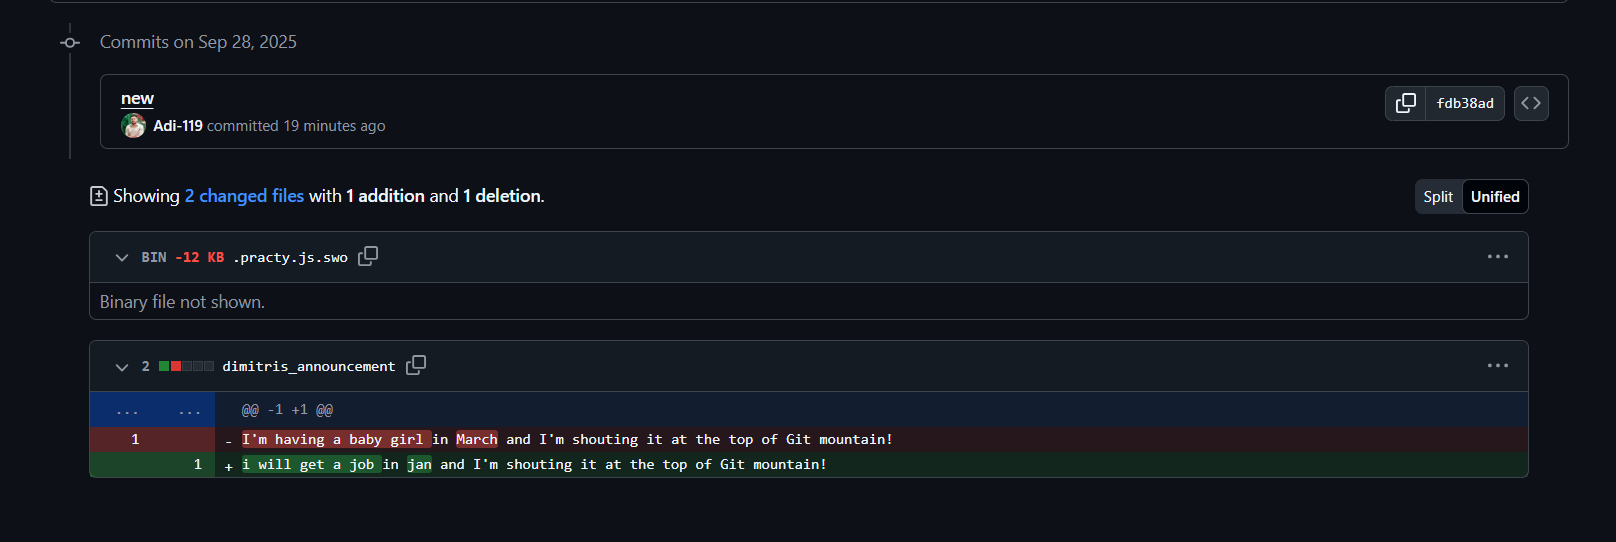 Commits on Sep 28, 2025
new
fdb38ad
Adi-119 committed 19 minutes ago
Showing 2 changed files with 1 addition and 1 deletion.
Split Unified
BIN -12 KB .practy.js.swo
Binary file not shown.
2 dimitris_announcement
... ... @@ -1 +1 @@
1 - I'm having a baby girl in March and I'm shouting it at the top of Git mountain!
1 + i will get a job in jan and I'm shouting it at the top of Git mountain!